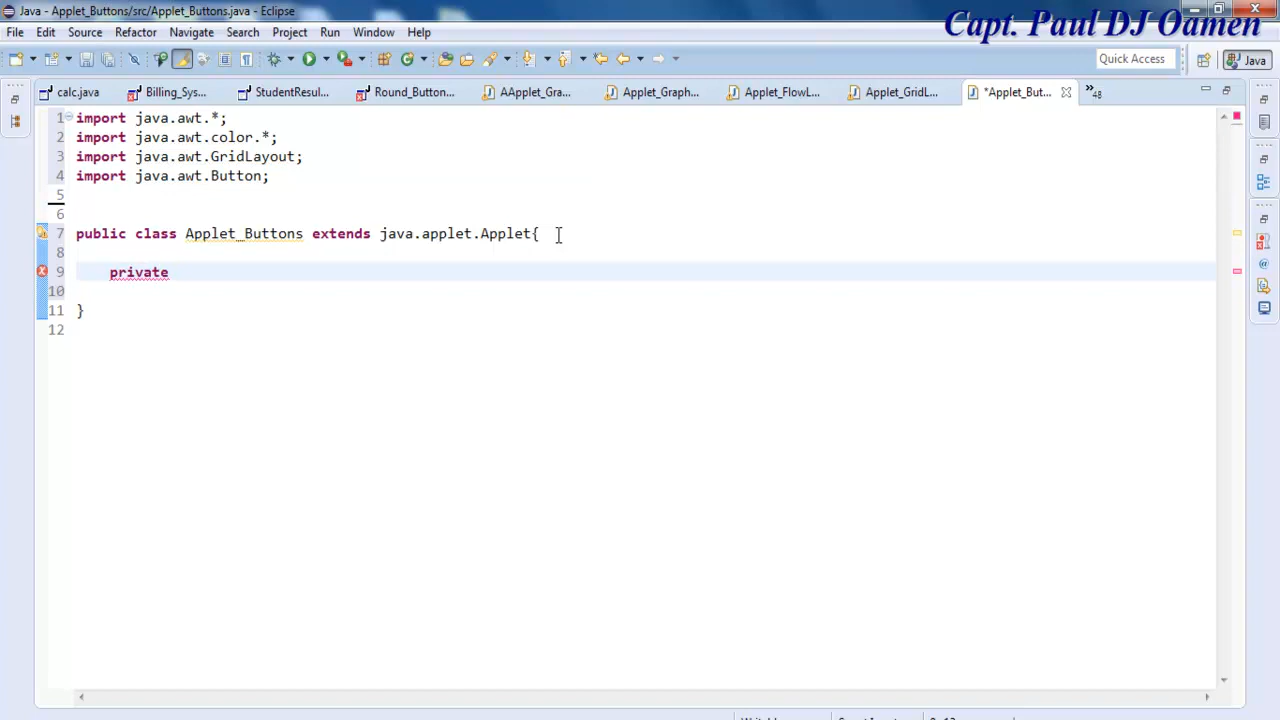 Java - Applet_Buttons/src/Applet_Buttons.java - Eclipse
Capt. Paul DJ Oamen
File Edit Source Refactor Navigate Search Project Run Window Help
Quick Access Java
calc.java Billing_Sys... StudentResul... Round_Button... AApplet_Gra... Applet_Graph... Applet_FlowL... Applet_GridL... *Applet_But... »48
1 import java.awt.*;
2 import java.awt.color.*;
3 import java.awt.GridLayout;
4 import java.awt.Button;
5
6
7 public class Applet_Buttons extends java.applet.Applet{
8
9 private
10
11 }
12